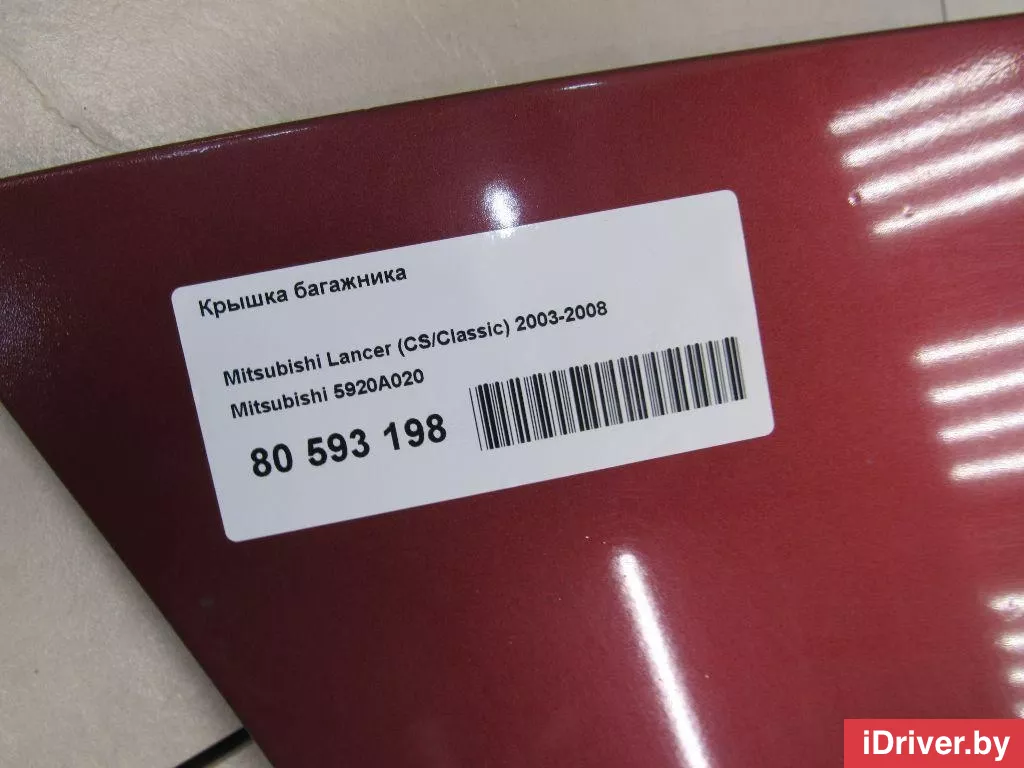 Крышка багажника
Mitsubishi Lancer (CS/Classic) 2003-2008
Mitsubishi 5920A020
80 593 198
iDriver.by